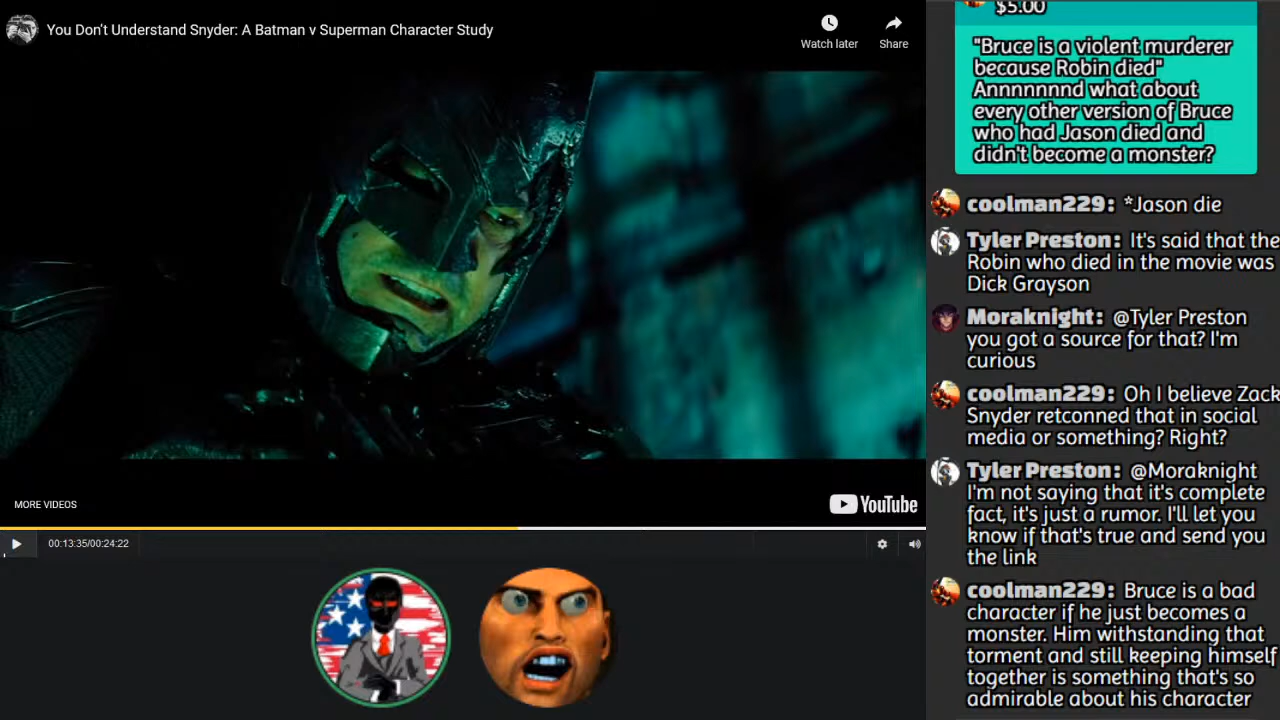 You Don't Understand Snyder: A Batman v Superman Character Study
Watch later
Share
MORE VIDEOS
YouTube
00:13:35/00:24:22
$5.00
"Bruce is a violent murderer
because Robin died"
Annnnnnnd what about
every other version of Bruce
who had Jason died and
didn't become a monster?
coolman229: *Jason die
Tyler Preston: It's said that the
Robin who died in the movie was
Dick Grayson
Moraknight: @Tyler Preston
you got a source for that? I'm
curious
coolman229: Oh I believe Zack
Snyder retconned that in social
media or something? Right?
Tyler Preston: @Moraknight
I'm not saying that it's complete
fact, it's just a rumor. I'll let you
know if that's true and send you
the link
coolman229: Bruce is a bad
character if he just becomes a
monster. Him withstanding that
torment and still keeping himself
together is something that's so
admirable about his character